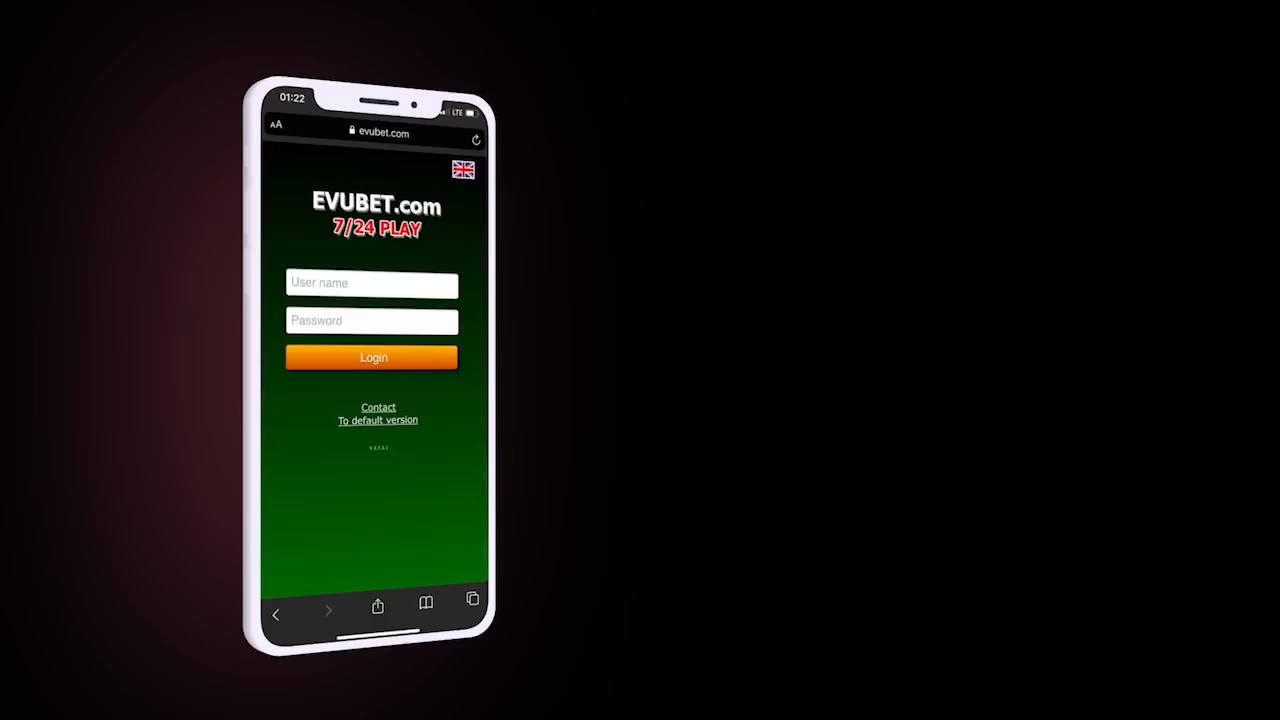 01:22
LTE
AA
evubet.com
EVUBET.com
7/24 PLAY
User name
Password
Login
Contact
To default version